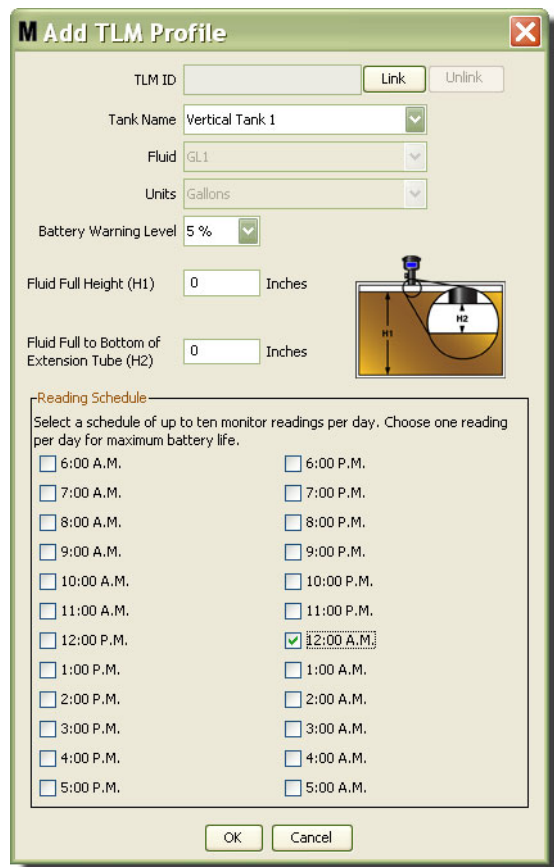 M Add TLM Profile
TLM ID Link Unlink
Tank Name Vertical Tank 1
Fluid GL1
Units Gallons
Battery Warning Level 5 %
Fluid Full Height (H1) 0 Inches
H1 H2
Fluid Full to Bottom of
Extension Tube (H2) 0 Inches
Reading Schedule
Select a schedule of up to ten monitor readings per day. Choose one reading
per day for maximum battery life.
6:00 A.M. 6:00 P.M.
7:00 A.M. 7:00 P.M.
8:00 A.M. 8:00 P.M.
9:00 A.M. 9:00 P.M.
10:00 A.M. 10:00 P.M.
11:00 A.M. 11:00 P.M.
12:00 P.M. 12:00 A.M.
1:00 P.M. 1:00 A.M.
2:00 P.M. 2:00 A.M.
3:00 P.M. 3:00 A.M.
4:00 P.M. 4:00 A.M.
5:00 P.M. 5:00 A.M.
OK Cancel